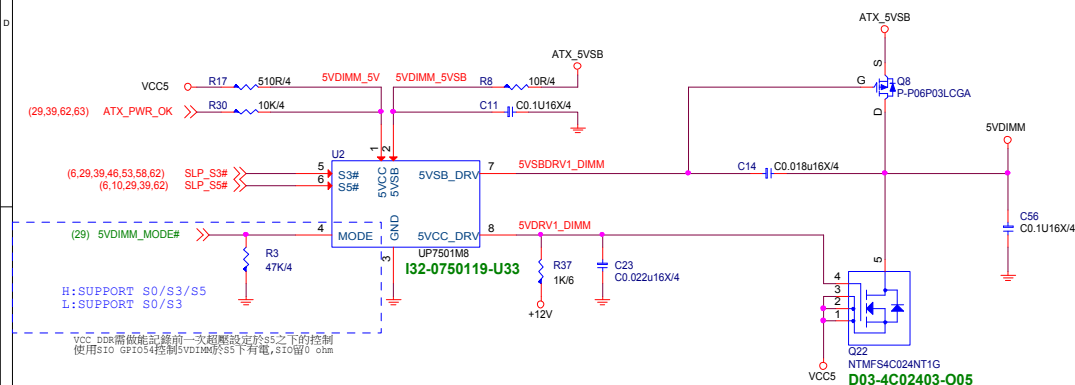 D
ATX_5VSB
ATX_5VSB
VCC5
R17
510R/4
5VDIMM_5V
5VDIMM_5VSB
R8
10R/4
S
G
Q8
P-P06P03LCGA
D
(29,39,62,63) ATX_PWR_OK
R30
10K/4
C11
C0.1U16X/4
5VDIMM
U2
1
2
5VCC
5VSB
(6,29,39,46,53,58,62) SLP_S3#
5
S3#
5VSB_DRV
7
5VSBDRV1_DIMM
C14
C0.018u16X/4
(6,10,29,39,62) SLP_S5#
6
S5#
C56
C0.1U16X/4
(29) 5VDIMM_MODE#
4
MODE
GND
3
5VCC_DRV
8
5VDRV1_DIMM
UP7501M8
I32-0750119-U33
R3
47K/4
R37
1K/6
+12V
C23
C0.022u16X/4
5
4
3
2
1
H:SUPPORT S0/S3/S5
L:SUPPORT S0/S3
VCC_DDR需做能記錄前一次超壓設定於S5之下的控制
使用SIO GPIO54控制5VDIMM於S5下有電,SIO留0 ohm
Q22
NTMFS4C024NT1G
VCC5
D03-4C02403-O05